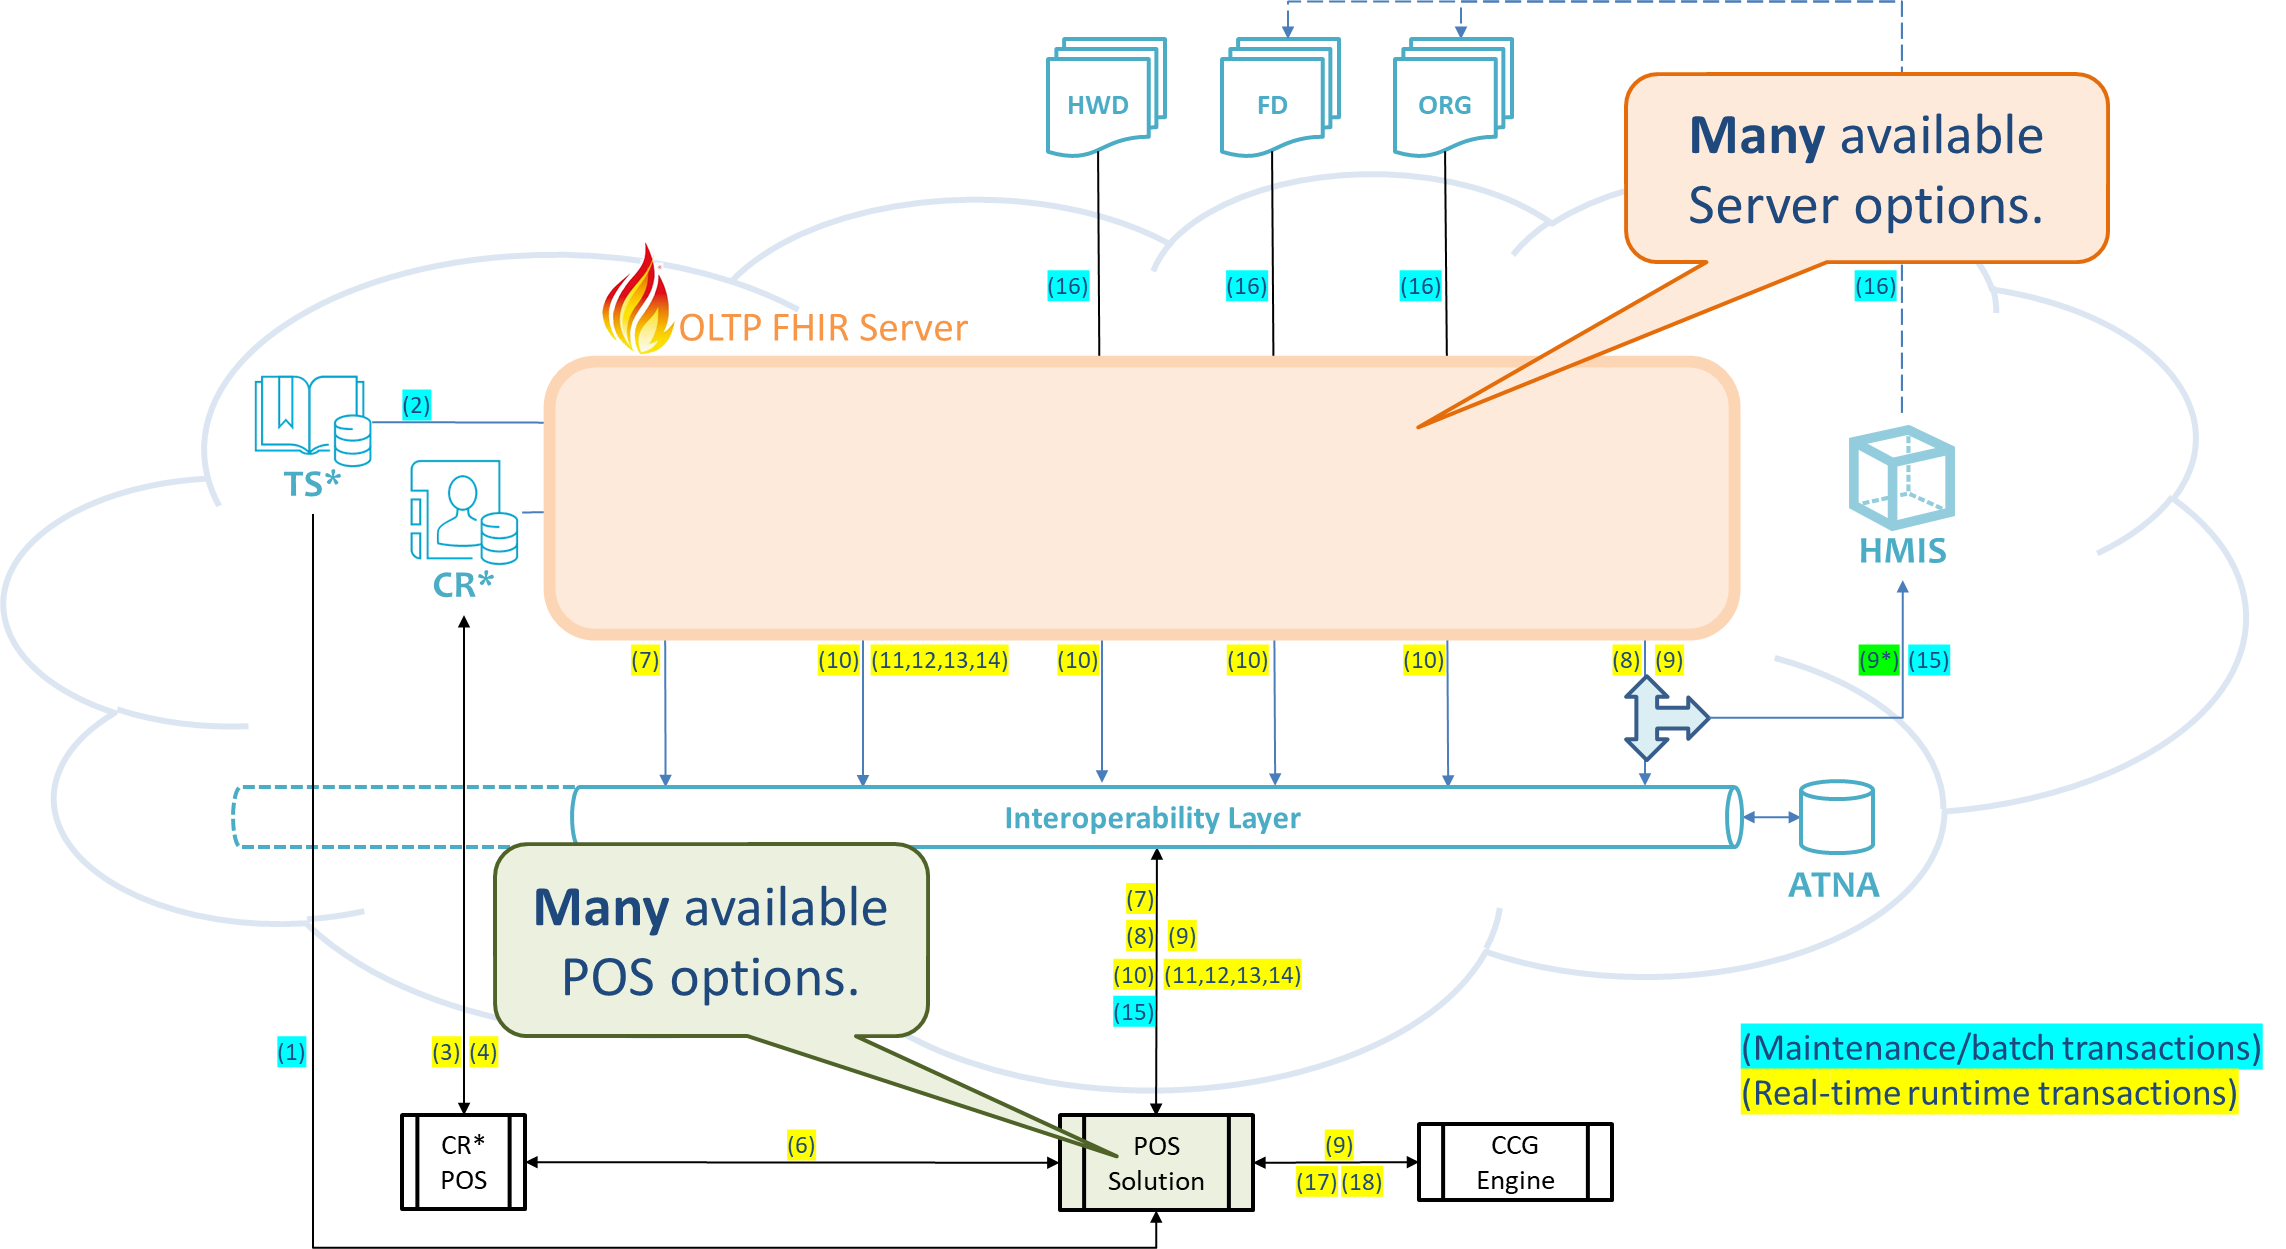 HWD
FD
ORG
Many available
Server options.
(16)
(16)
(16)
(16)
OLTP FHIR Server
(2)
TS*
CR*
HMIS
(7)
(10)
(11,12,13,14)
(10)
(10)
(10)
(8)
(9)
(9*)
(15)
Interoperability Layer
ATNA
Many available
POS options.
(7)
(8)
(9)
(10)
(11,12,13,14)
(15)
(1)
(3)
(4)
(Maintenance/batch transactions)
(Real-time runtime transactions)
CR*
POS
(6)
POS
Solution
(9)
(17)
(18)
CCG
Engine